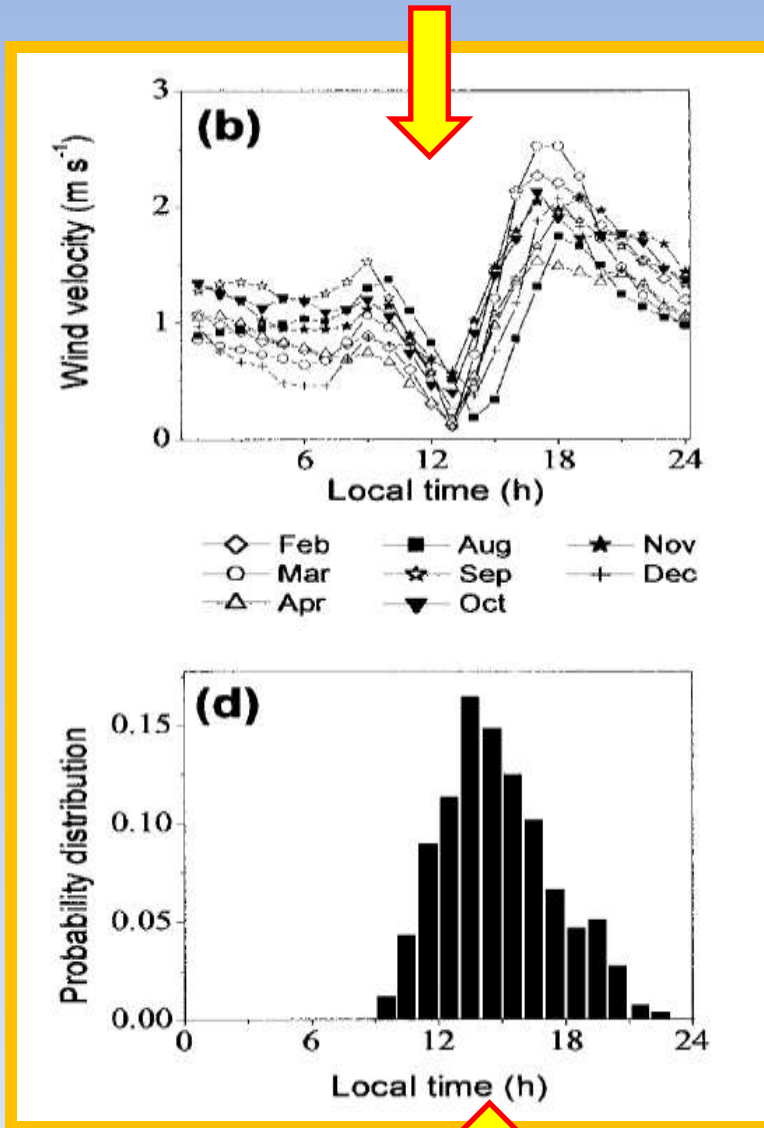 (b)
Wind velocity (m s⁻¹)
3
2
1
0
6 12 18 24
Local time (h)
Feb Aug Nov
Mar Sep Dec
Apr Oct
(d)
Probability distribution
0.15
0.10
0.05
0.00
0 6 12 18 24
Local time (h)